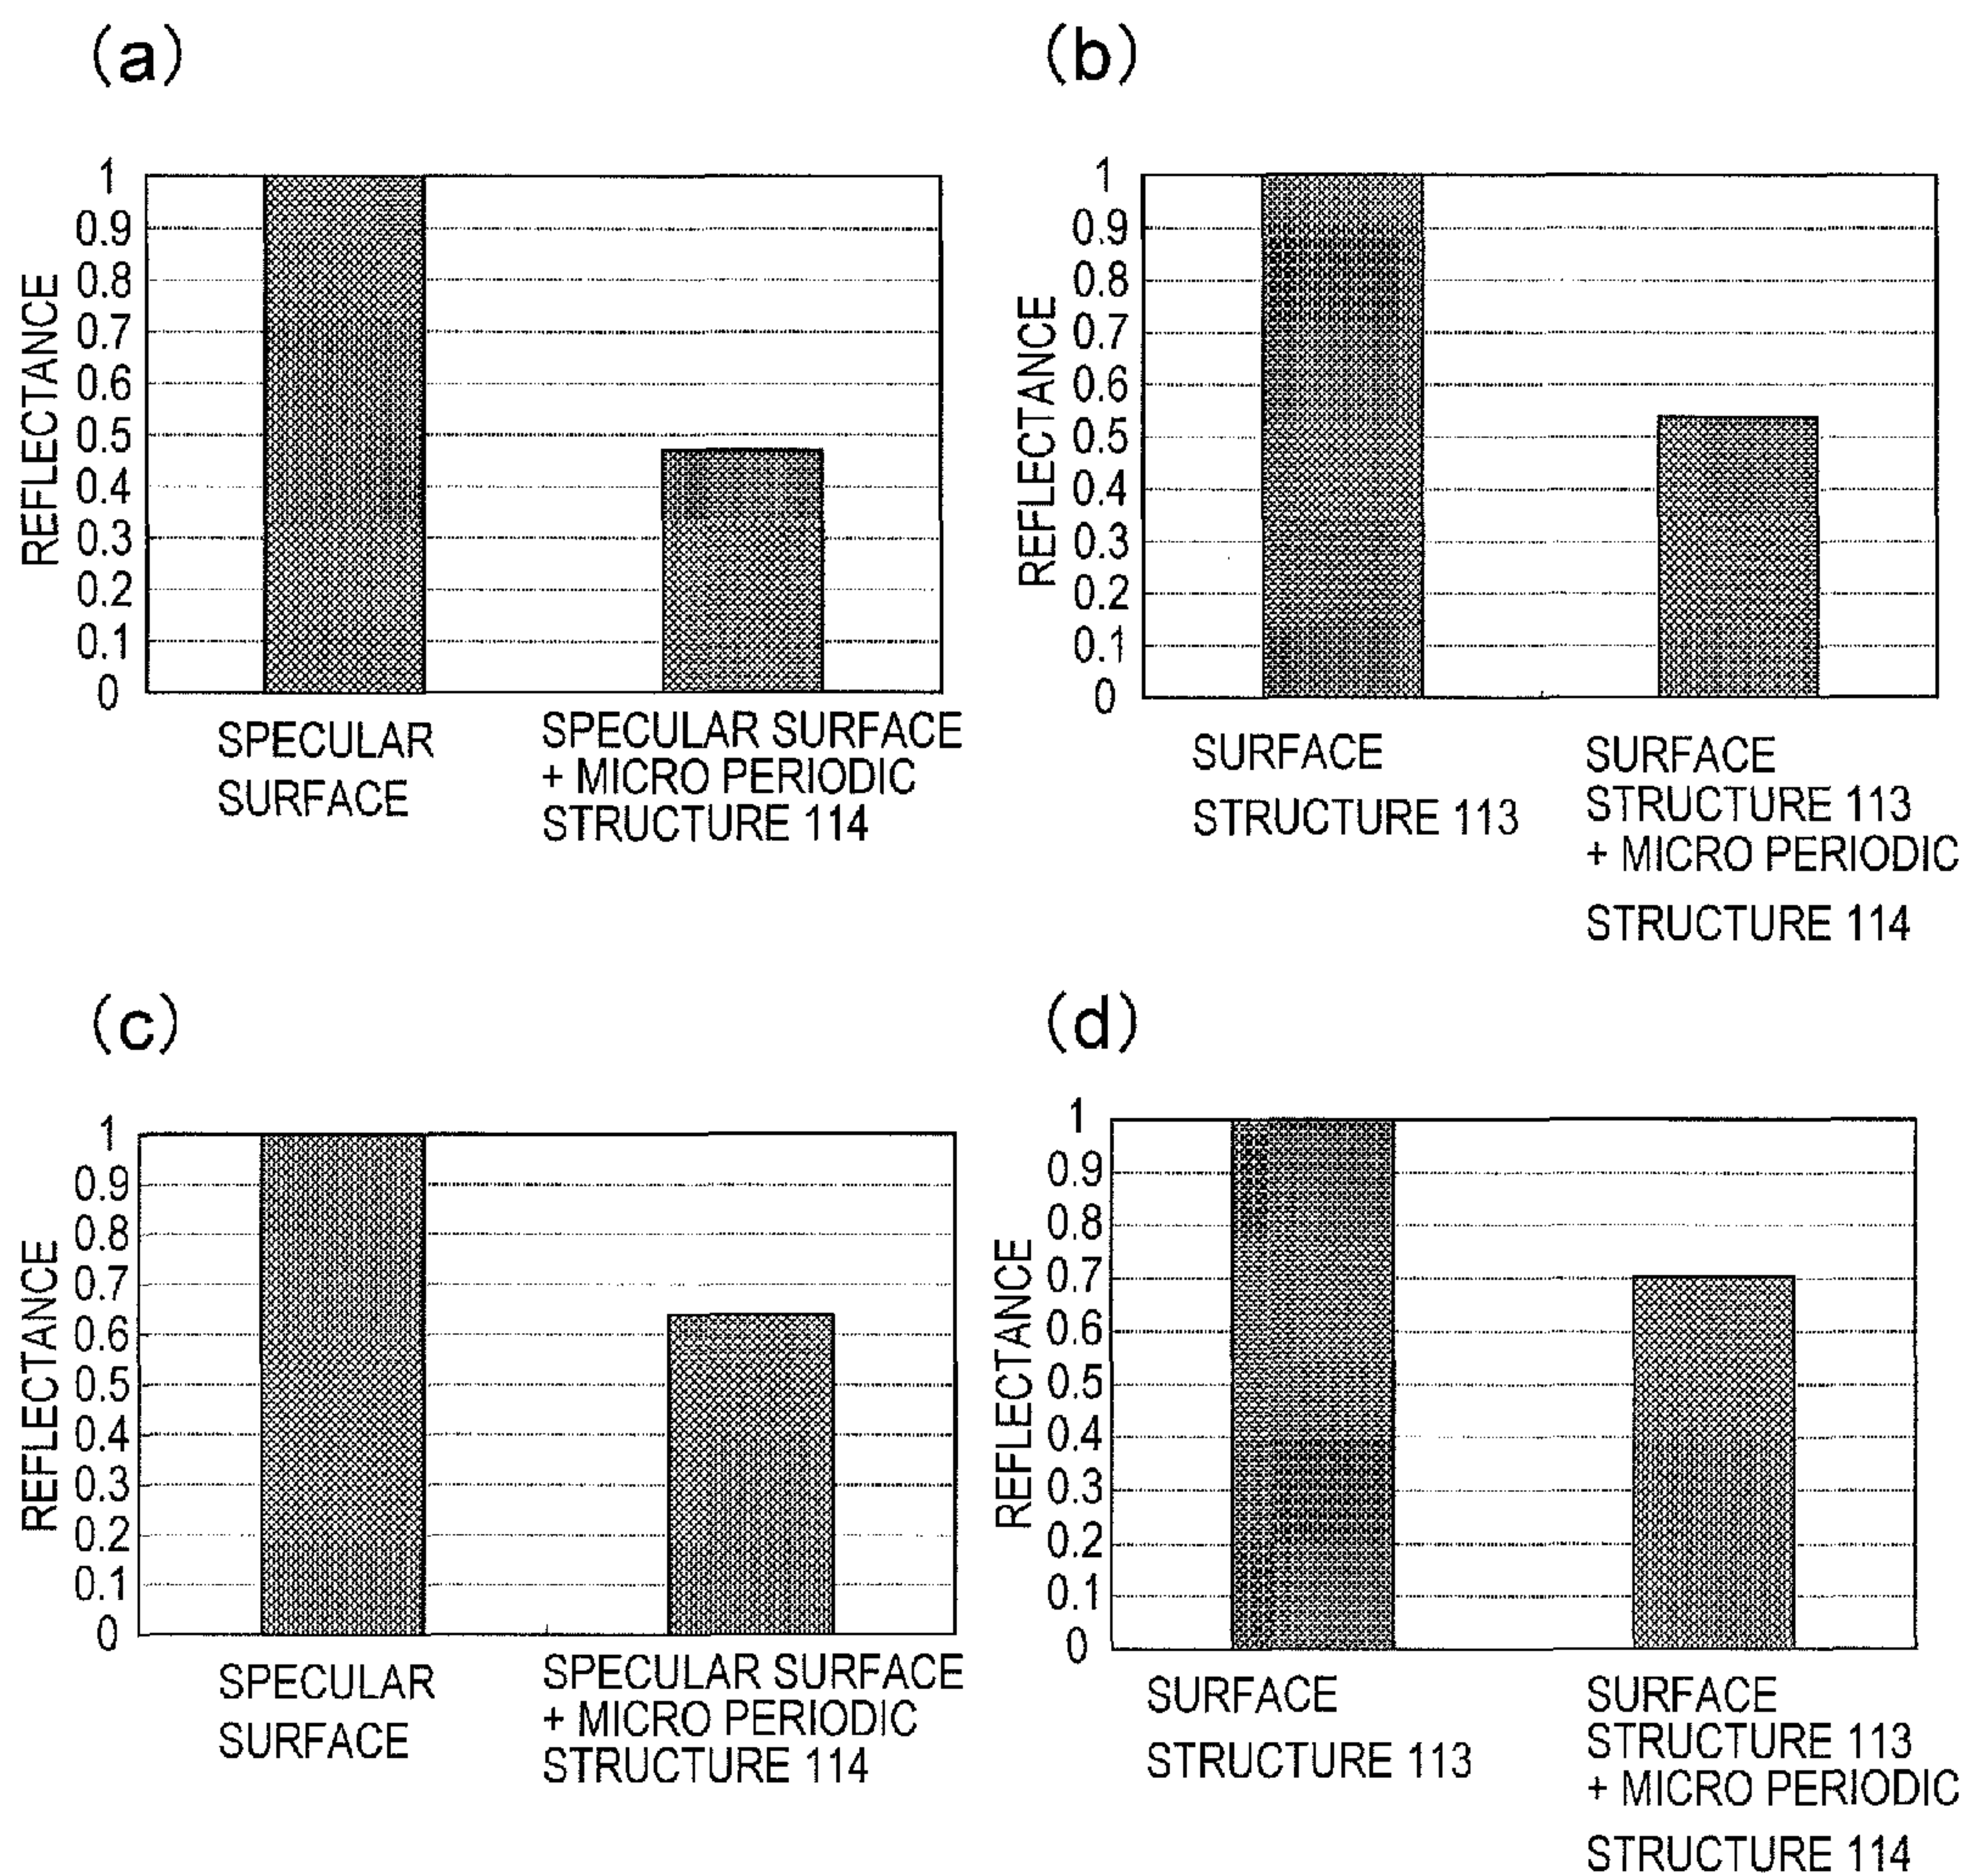 (a)
REFLECTANCE
1
0.9
0.8
0.7
0.6
0.5
0.4
0.3
0.2
0.1
0
SPECULAR
SURFACE
SPECULAR SURFACE
+ MICRO PERIODIC
STRUCTURE 114
(b)
REFLECTANCE
1
0.9
0.8
0.7
0.6
0.5
0.4
0.3
0.2
0.1
0
SURFACE
STRUCTURE 113
SURFACE
STRUCTURE 113
+ MICRO PERIODIC
STRUCTURE 114
(c)
REFLECTANCE
1
0.9
0.8
0.7
0.6
0.5
0.4
0.3
0.2
0.1
0
SPECULAR
SURFACE
SPECULAR SURFACE
+ MICRO PERIODIC
STRUCTURE 114
(d)
REFLECTANCE
1
0.9
0.8
0.7
0.6
0.5
0.4
0.3
0.2
0.1
0
SURFACE
STRUCTURE 113
SURFACE
STRUCTURE 113
+ MICRO PERIODIC
STRUCTURE 114